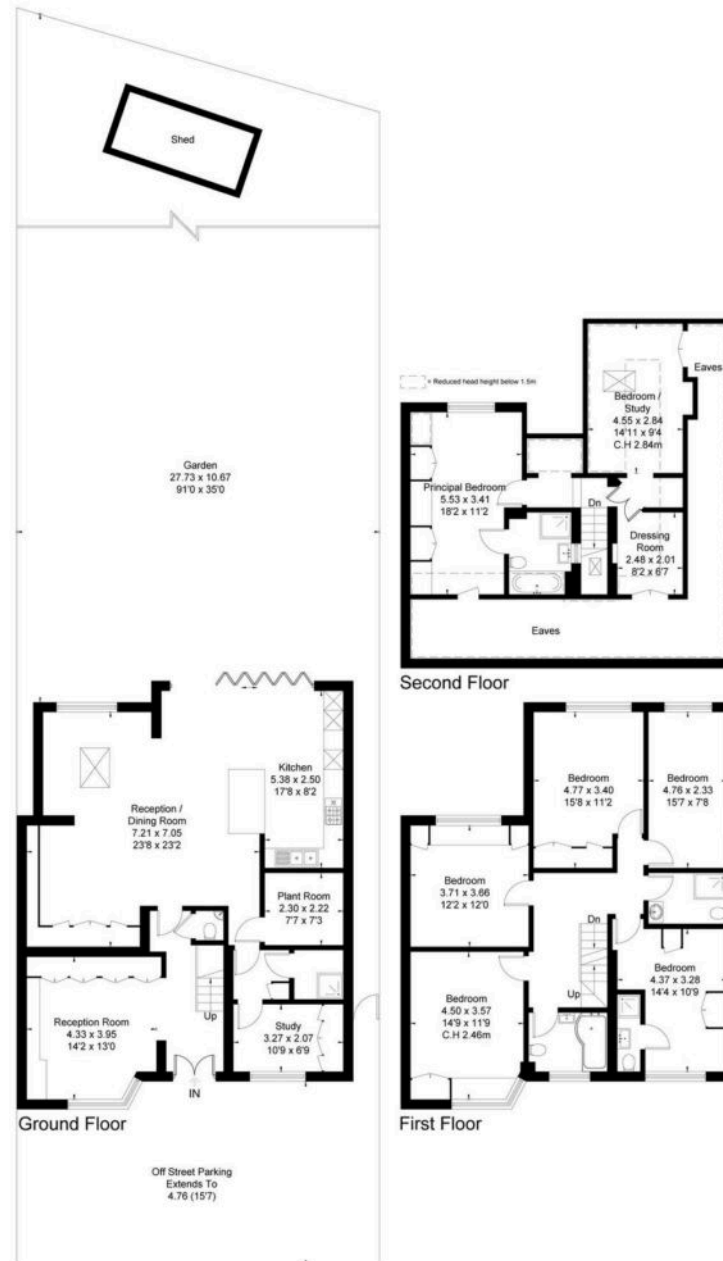 Shed
Garden
27.73 x 10.67
91'0 x 35'0
= Reduced head height below 1.5m
Bedroom /
Study
4.55 x 2.84
14'11 x 9'4
C.H 2.84m
Eaves
Principal Bedroom
5.53 x 3.41
18'2 x 11'2
Dn
Dressing
Room
2.48 x 2.01
8'2 x 6'7
Eaves
Second Floor
Kitchen
5.38 x 2.50
17'8 x 8'2
Reception /
Dining Room
7.21 x 7.05
23'8 x 23'2
Plant Room
2.30 x 2.22
7'7 x 7'3
Reception Room
4.33 x 3.95
14'2 x 13'0
Up
Study
3.27 x 2.07
10'9 x 6'9
IN
Ground Floor
Bedroom
4.77 x 3.40
15'8 x 11'2
Bedroom
4.76 x 2.33
15'7 x 7'8
Bedroom
3.71 x 3.66
12'2 x 12'0
Dn
Up
Bedroom
4.50 x 3.57
14'9 x 11'9
C.H 2.46m
Bedroom
4.37 x 3.28
14'4 x 10'9
First Floor
Off Street Parking
Extends To
4.76 (15'7)